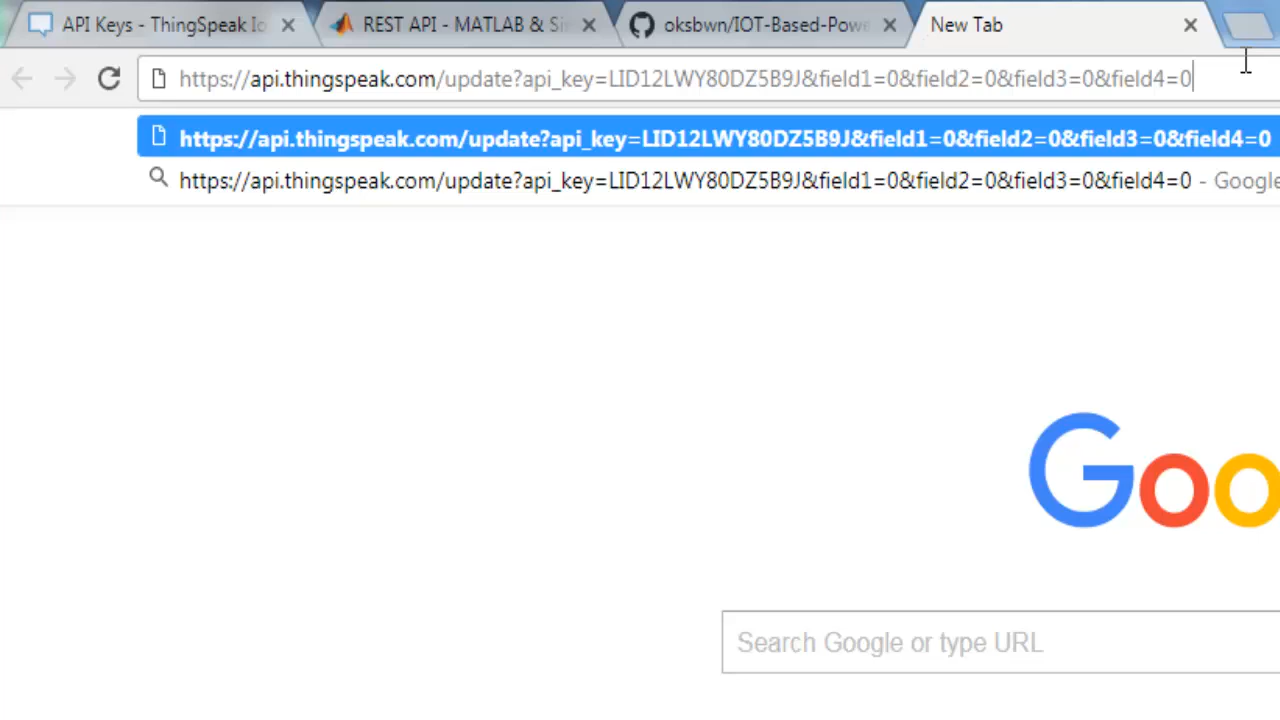 API Keys - ThingSpeak Io
REST API - MATLAB & Si
oksbwn/IOT-Based-Powe
New Tab
https://api.thingspeak.com/update?api_key=LID12LWY80DZ5B9J&field1=0&field2=0&field3=0&field4=0
https://api.thingspeak.com/update?api_key=LID12LWY80DZ5B9J&field1=0&field2=0&field3=0&field4=0
https://api.thingspeak.com/update?api_key=LID12LWY80DZ5B9J&field1=0&field2=0&field3=0&field4=0 - Google
Goo
Search Google or type URL